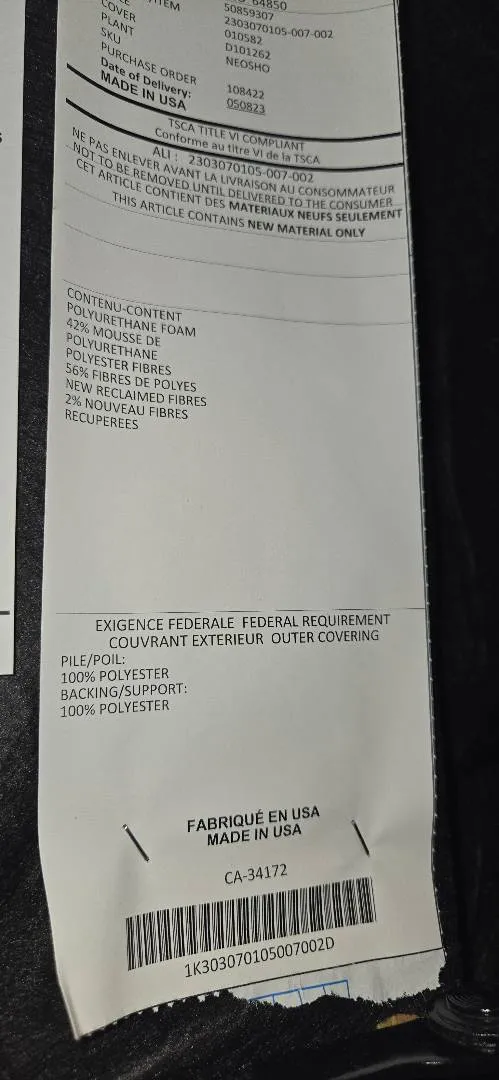 64850
ITEM 50859307
COVER 2303070105-007-002
PLANT 010582
SKU D101262
PURCHASE ORDER NEOSHO
Date of Delivery: 108422
MADE IN USA 050823
TSCA TITLE VI COMPLIANT
Conforme au titre VI de la TSCA
ALI : 2303070105-007-002
NE PAS ENLEVER AVANT LA LIVRAISON AU CONSOMMATEUR
NOT TO BE REMOVED UNTIL DELIVERED TO THE CONSUMER
CET ARTICLE CONTIENT DES MATERIAUX NEUFS SEULEMENT
THIS ARTICLE CONTAINS NEW MATERIAL ONLY
CONTENU-CONTENT
POLYURETHANE FOAM
42% MOUSSE DE
POLYURETHANE
POLYESTER FIBRES
56% FIBRES DE POLYES
NEW RECLAIMED FIBRES
2% NOUVEAU FIBRES
RECUPEREES
EXIGENCE FEDERALE FEDERAL REQUIREMENT
COUVRANT EXTERIEUR OUTER COVERING
PILE/POIL:
100% POLYESTER
BACKING/SUPPORT:
100% POLYESTER
FABRIQUÉ EN USA
MADE IN USA
CA-34172
1K303070105007002D